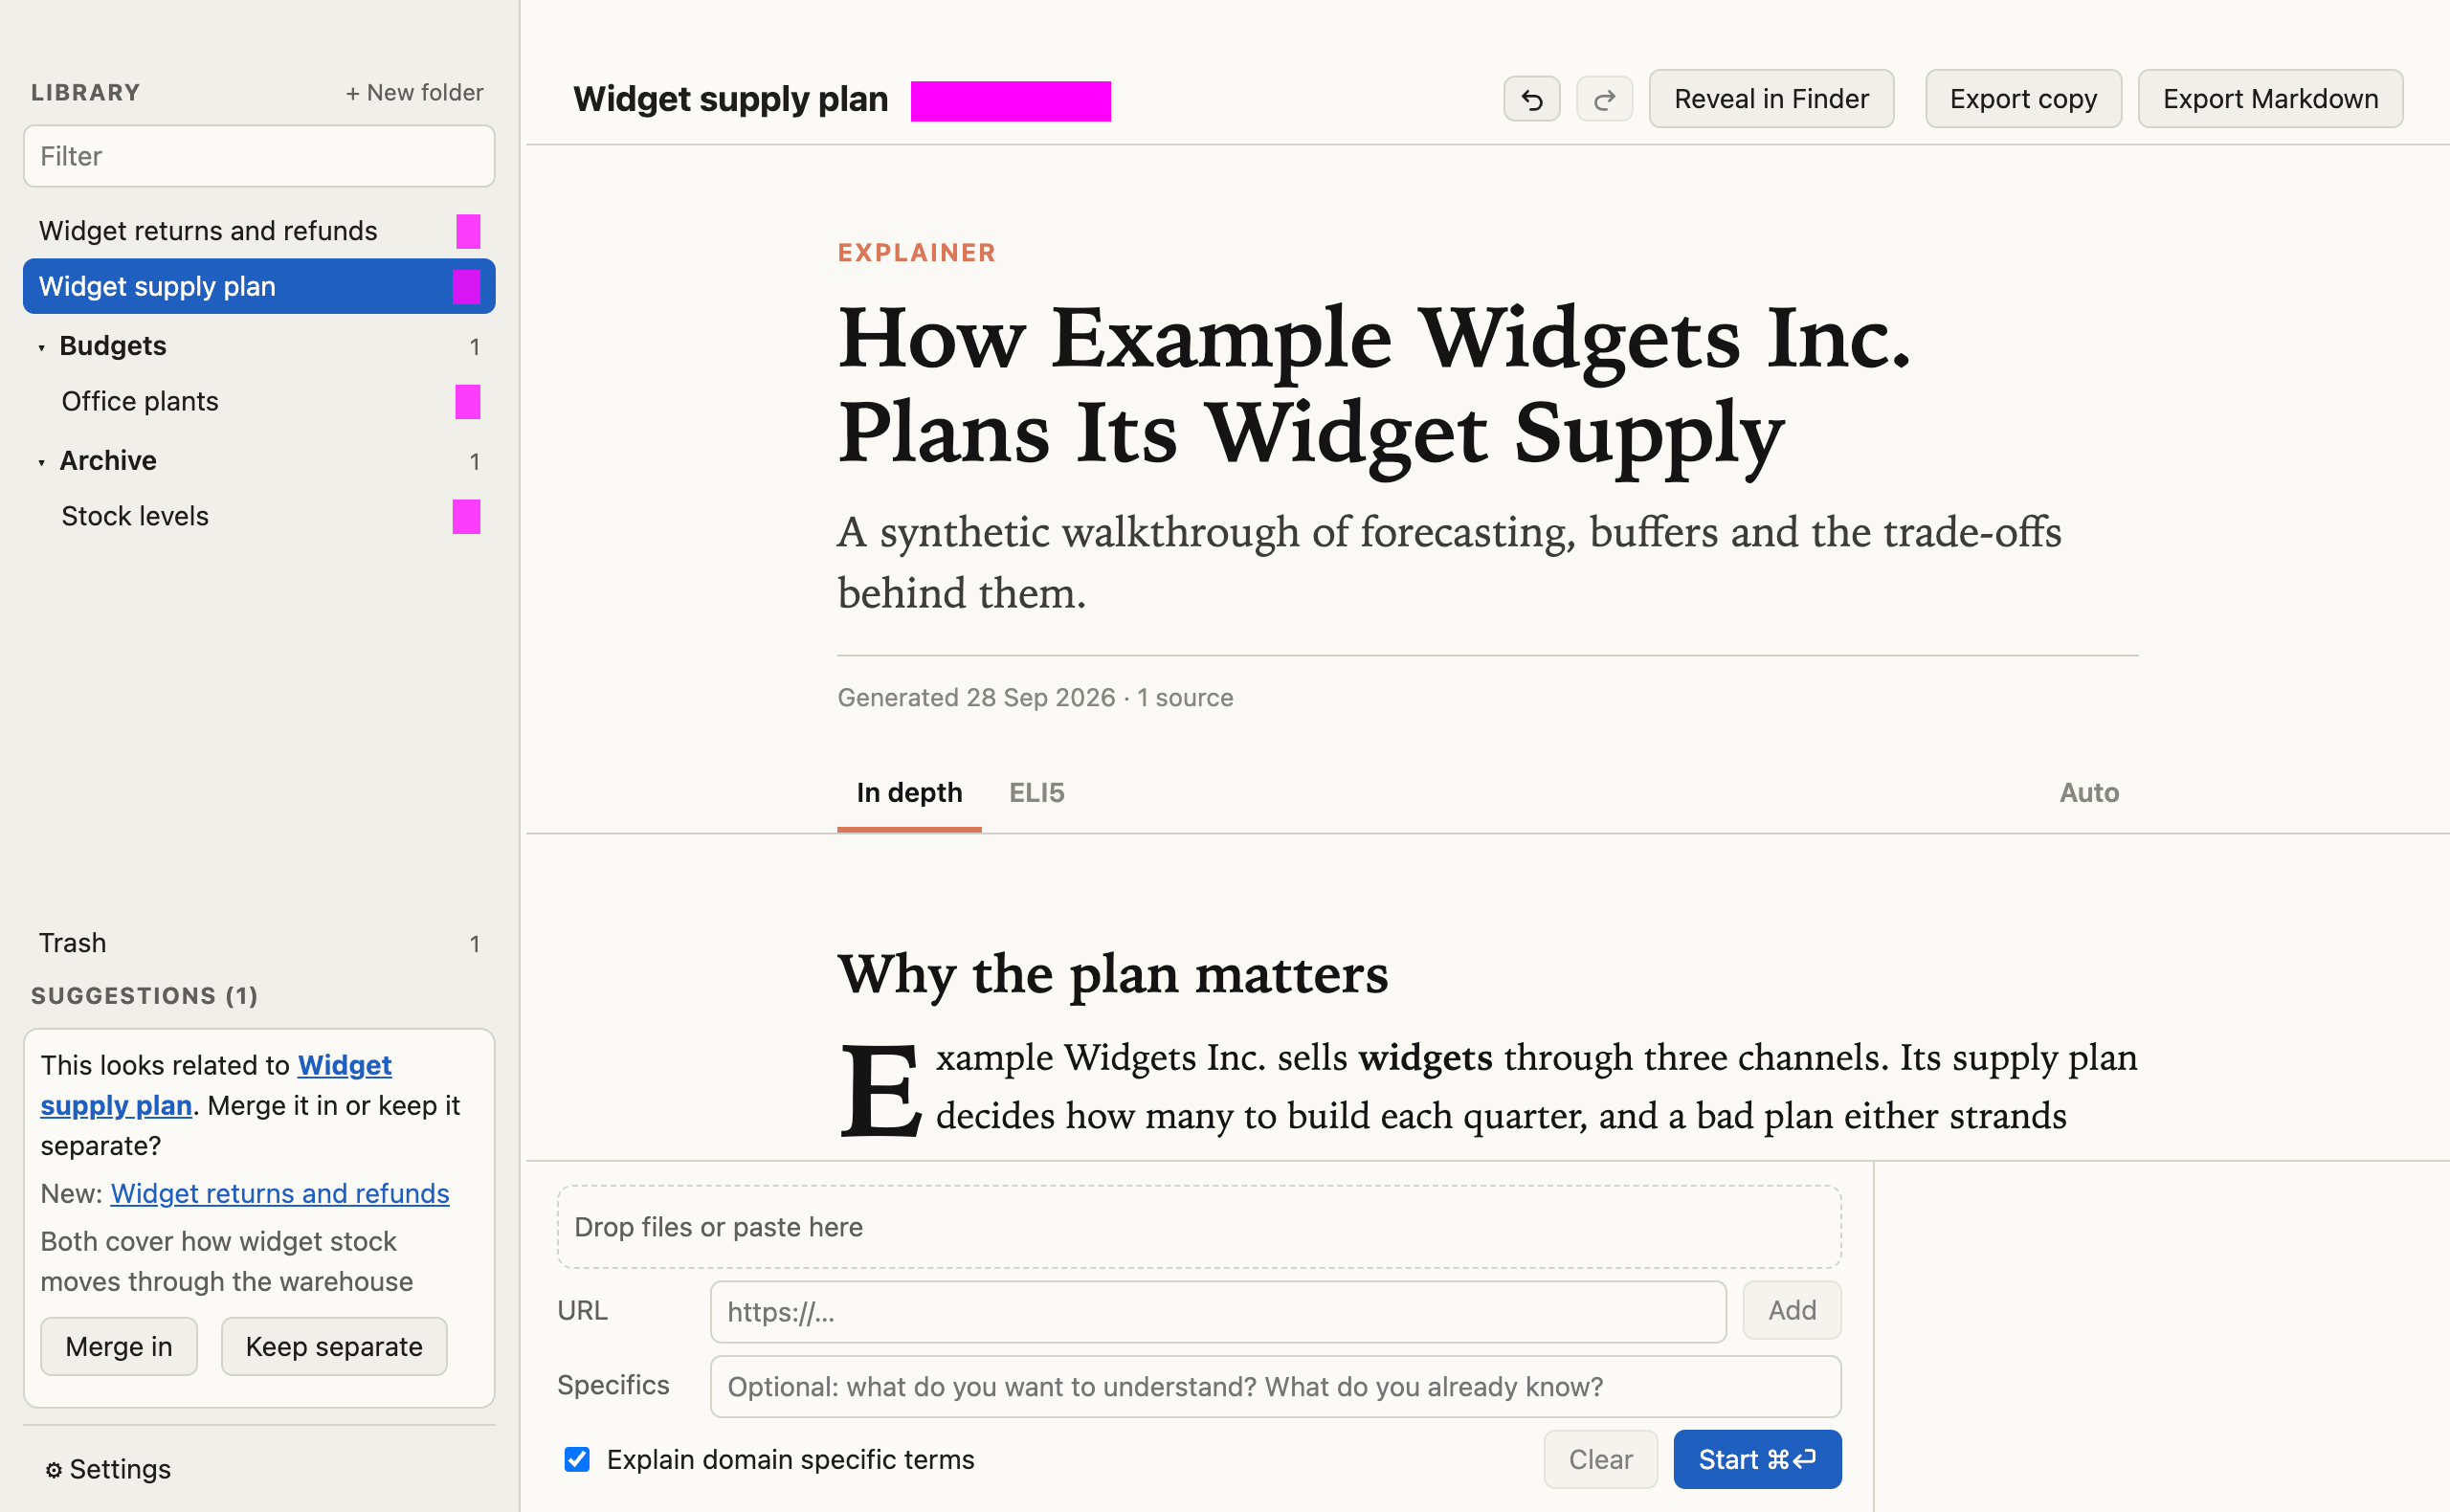 LIBRARY
+ New folder
Filter
Widget returns and refunds
Widget supply plan
Budgets 1
Office plants
Archive 1
Stock levels
Trash 1
SUGGESTIONS (1)
This looks related to Widget
supply plan. Merge it in or keep it
separate?
New: Widget returns and refunds
Both cover how widget stock
moves through the warehouse
Merge in
Keep separate
Settings
Widget supply plan
Reveal in Finder
Export copy
Export Markdown
EXPLAINER
How Example Widgets Inc.
Plans Its Widget Supply
A synthetic walkthrough of forecasting, buffers and the trade-offs
behind them.
Generated 28 Sep 2026 · 1 source
In depth
ELI5
Auto
Why the plan matters
Example Widgets Inc. sells widgets through three channels. Its supply plan
decides how many to build each quarter, and a bad plan either strands
Drop files or paste here
URL
https://...
Add
Specifics
Optional: what do you want to understand? What do you already know?
Explain domain specific terms
Clear
Start ⌘↵